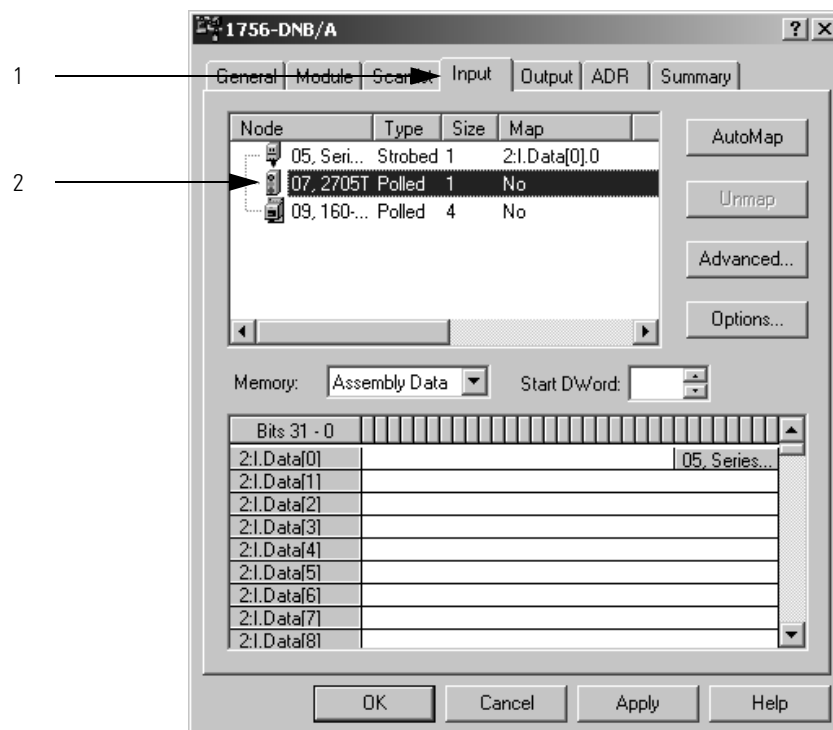 1756-DNB/A
1
General Module Scanlist Input Output ADR Summary
Node Type Size Map
AutoMap
05, Seri... Strobed 1 2:I.Data[0].0
2
07, 2705T Polled 1 No
Unmap
09, 160-... Polled 4 No
Advanced...
Options...
Memory: Assembly Data Start DWord:
Bits 31 - 0
2:I.Data[0] 05, Series...
2:I.Data[1]
2:I.Data[2]
2:I.Data[3]
2:I.Data[4]
2:I.Data[5]
2:I.Data[6]
2:I.Data[7]
2:I.Data[8]
OK Cancel Apply Help